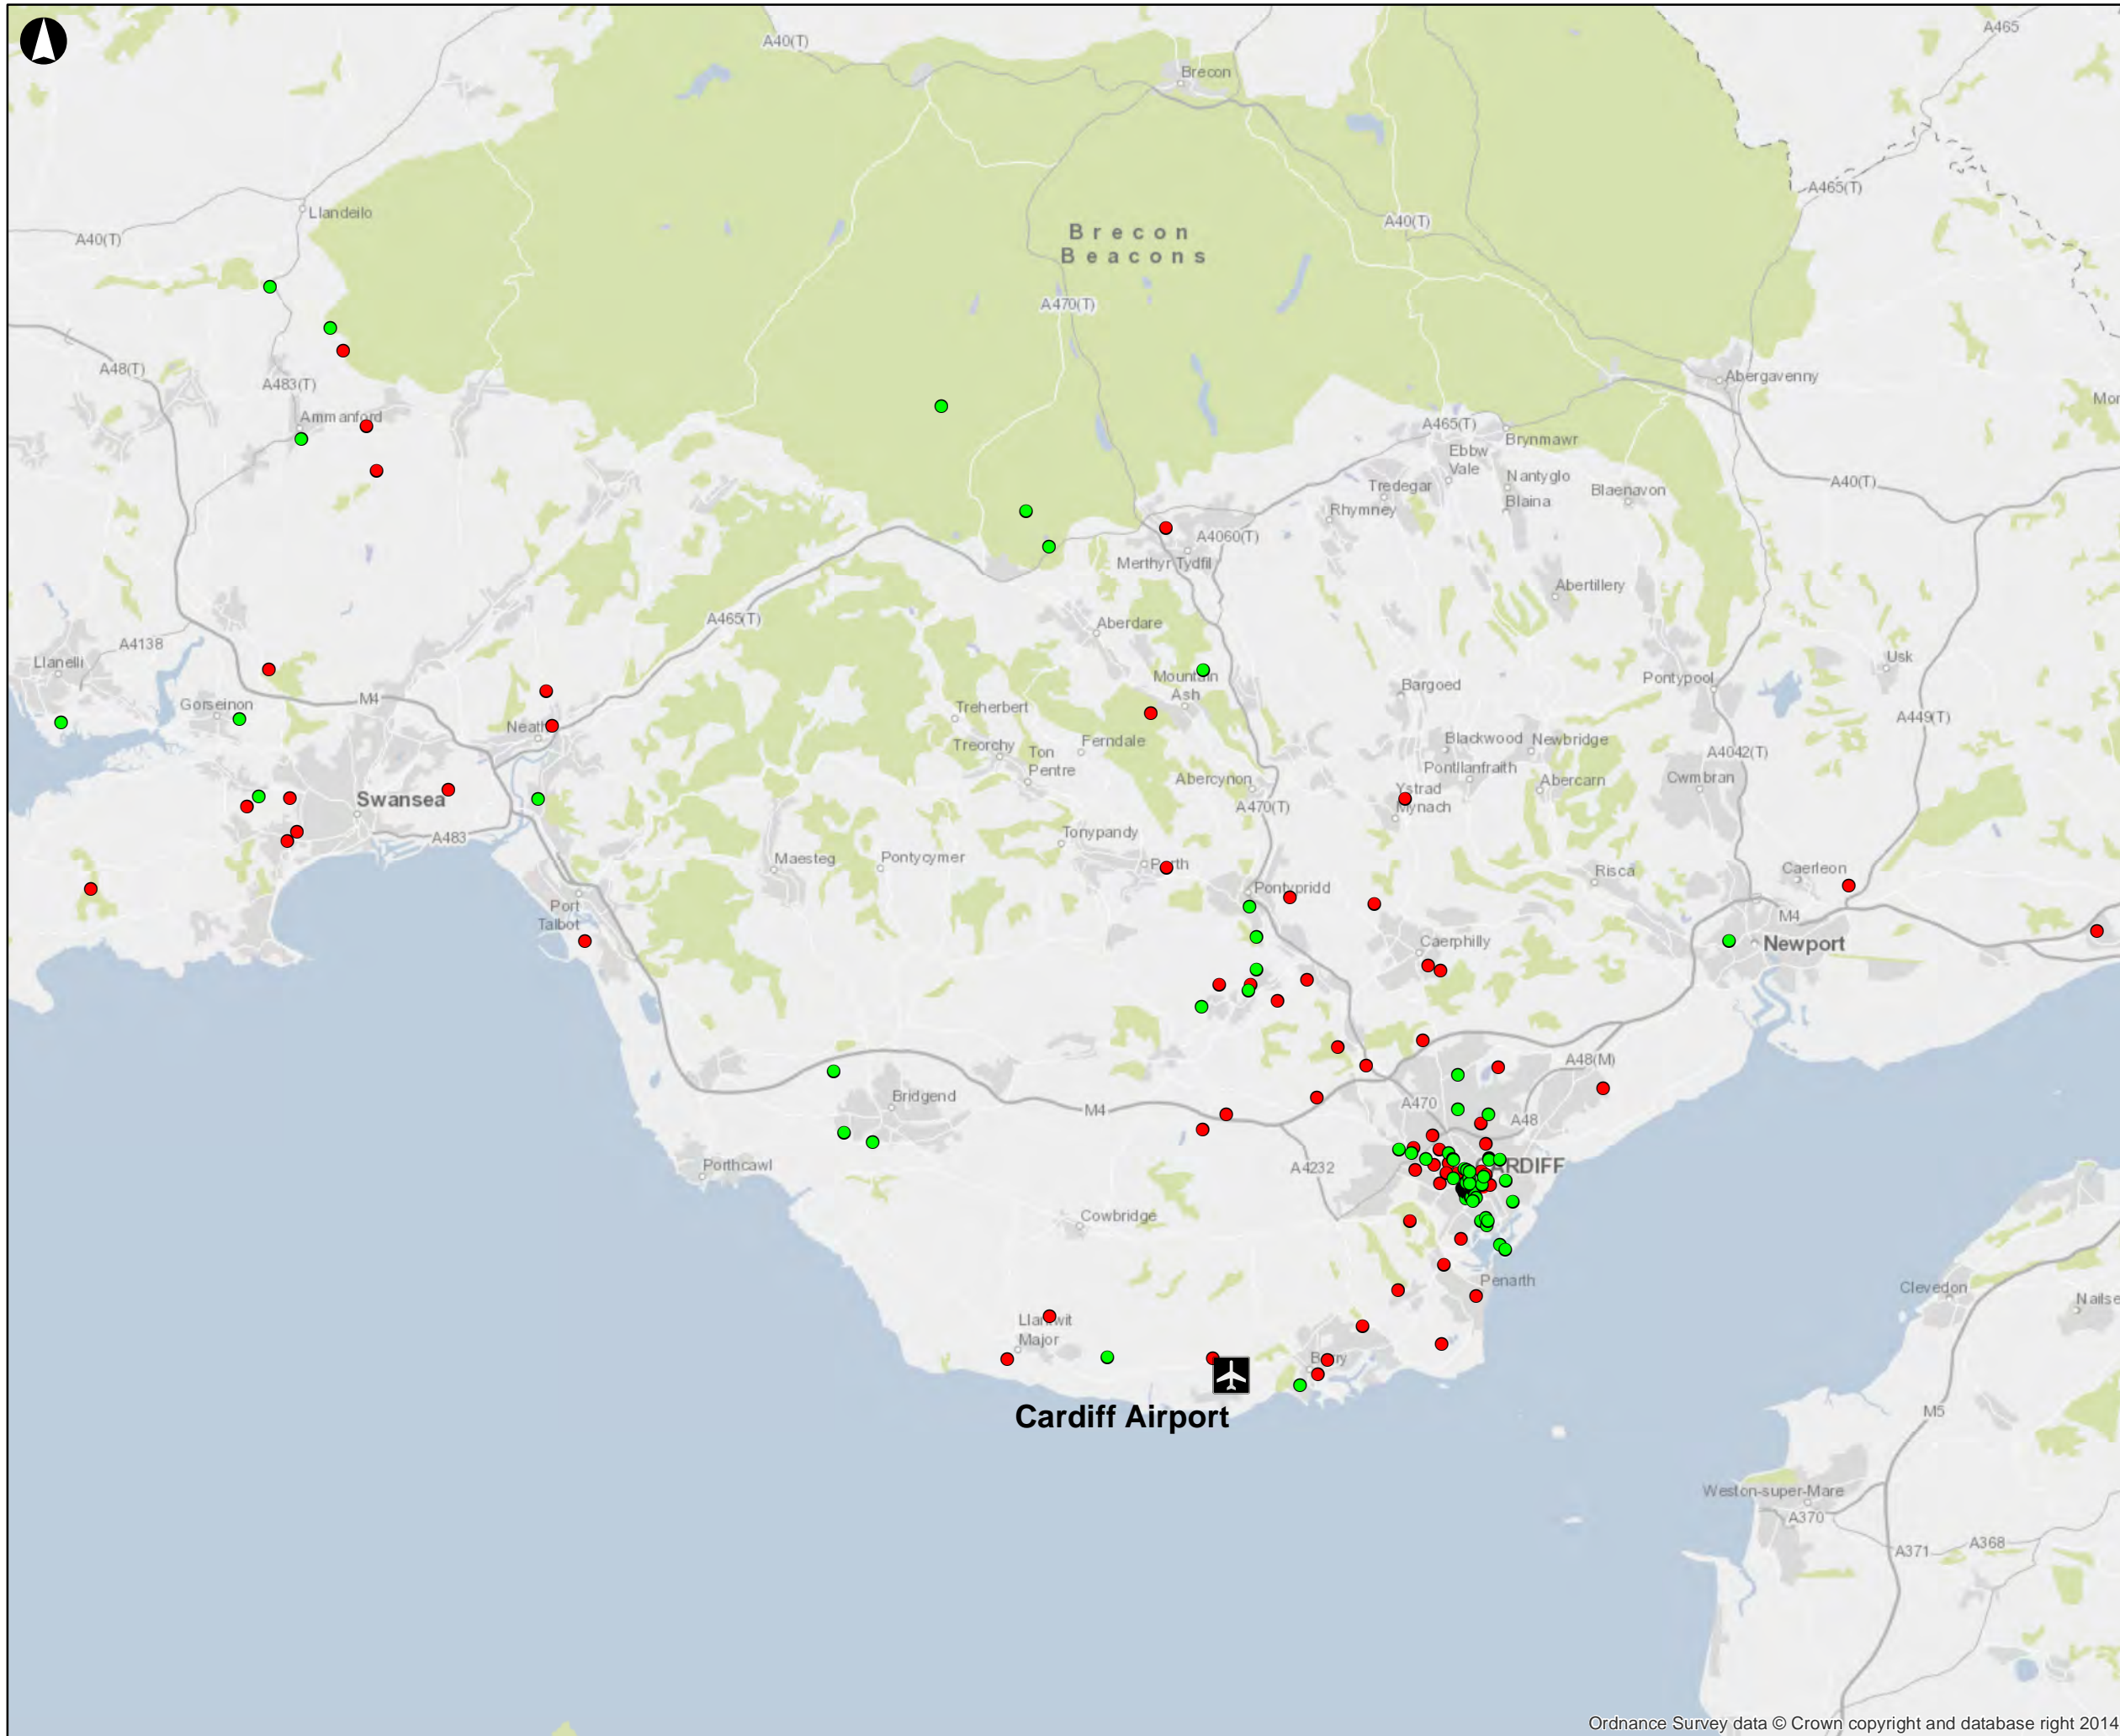 A465
A40(T)
Brecon
A465(T)
Llandeilo
A40(T)
A40(T)
Brecon
Beacons
A470(T)
A48(T)
A483(T)
Abergavenny
Ammanford
A465(T)
Brynmawr
Ebbw
Vale
Nantyglo
Tredegar
Blaenavon
Blaina
Rhymney
A40(T)
A4060(T)
Merthyr Tydfil
Abertillery
A465(T)
Aberdare
A4138
Llanelli
Usk
Mountain
Ash
Bargoed
Pontypool
M4
Gorseinon
Treherbert
A449(T)
Neath
Treorchy
Ton
Pentre
Ferndale
Blackwood
Newbridge
A4042(T)
Pontllanfraith
Abercynon
Abercarn
Cwmbran
Ystrad
Mynach
Swansea
A470(T)
A483
Tonypandy
Maesteg
Pontycymer
Porth
Risca
Caerleon
Pontypridd
Port
Talbot
M4
Caerphilly
Newport
A48(M)
Bridgend
M4
A470
A48
Porthcawl
A4232
CARDIFF
Cowbridge
Penarth
Clevedon
Llantwit
Major
Barry
Cardiff Airport
M5
Weston-super-Mare
A370
A371
A368
Ordnance Survey data © Crown copyright and database right 2014